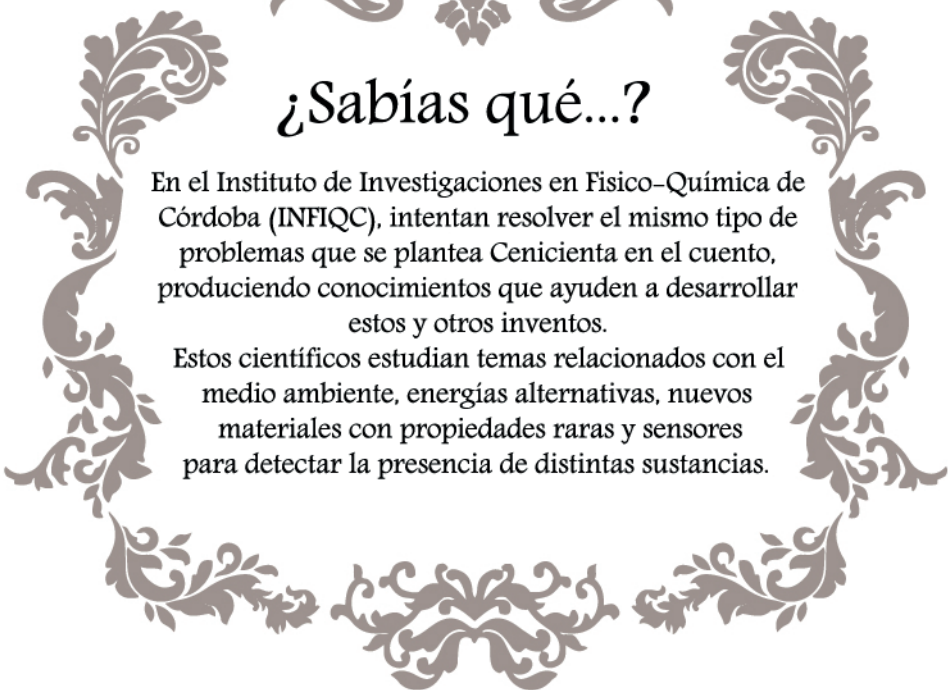 ¿Sabías qué...?
En el Instituto de Investigaciones en Fisico-Química de
Córdoba (INFIQC), intentan resolver el mismo tipo de
problemas que se plantea Cenicienta en el cuento,
produciendo conocimientos que ayuden a desarrollar
estos y otros inventos.
Estos científicos estudian temas relacionados con el
medio ambiente, energías alternativas, nuevos
materiales con propiedades raras y sensores
para detectar la presencia de distintas sustancias.